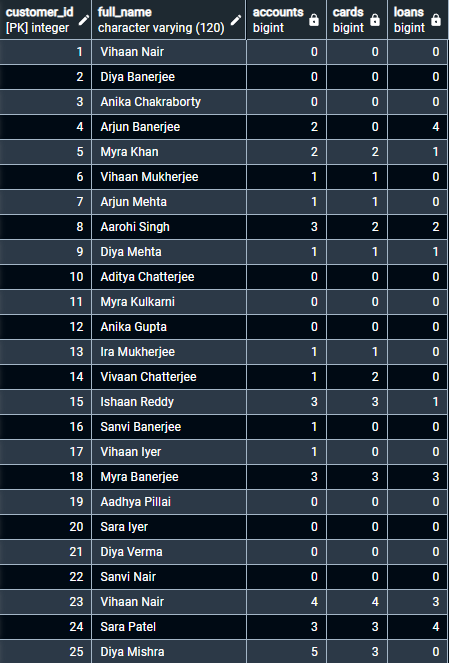 customer_id full_name accounts cards loans
[PK] integer character varying (120) bigint bigint bigint
1 Vihaan Nair 0 0 0
2 Diya Banerjee 0 0 0
3 Anika Chakraborty 0 0 0
4 Arjun Banerjee 2 0 4
5 Myra Khan 2 2 1
6 Vihaan Mukherjee 1 1 0
7 Arjun Mehta 1 1 0
8 Aarohi Singh 3 2 2
9 Diya Mehta 1 1 1
10 Aditya Chatterjee 0 0 0
11 Myra Kulkarni 0 0 0
12 Anika Gupta 0 0 0
13 Ira Mukherjee 1 1 0
14 Vivaan Chatterjee 1 2 0
15 Ishaan Reddy 3 3 1
16 Sanvi Banerjee 1 0 0
17 Vihaan Iyer 1 0 0
18 Myra Banerjee 3 3 3
19 Aadhya Pillai 0 0 0
20 Sara Iyer 0 0 0
21 Diya Verma 0 0 0
22 Sanvi Nair 0 0 0
23 Vihaan Nair 4 4 3
24 Sara Patel 3 3 4
25 Diya Mishra 5 3 0